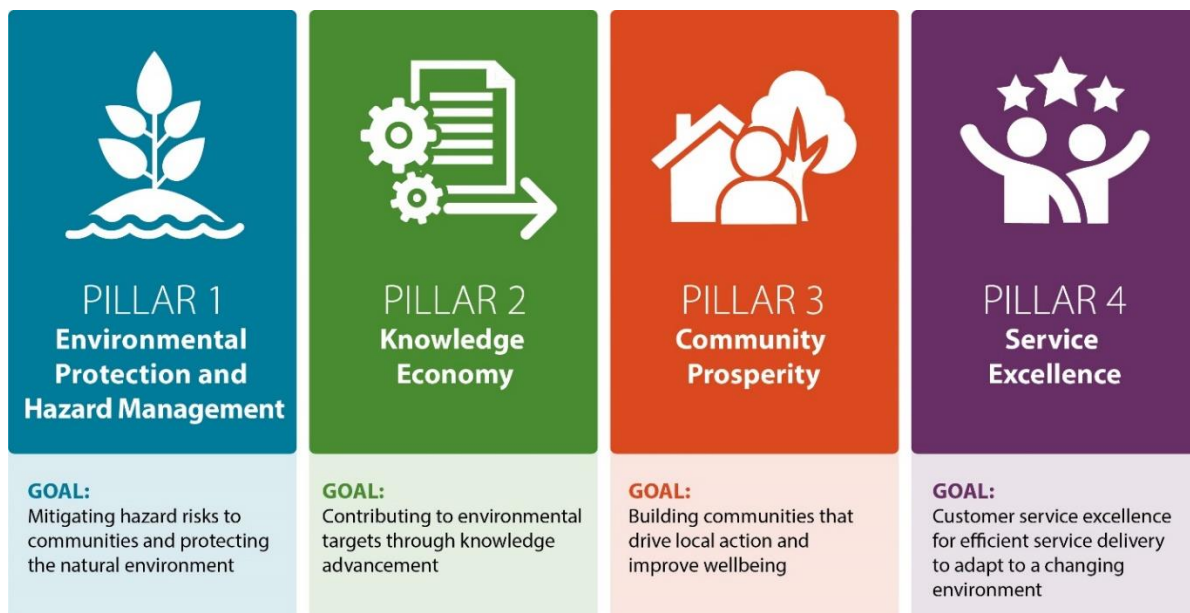 PILLAR 1
Environmental
Protection and
Hazard Management
GOAL:
Mitigating hazard risks to
communities and protecting
the natural environment
PILLAR 2
Knowledge
Economy
GOAL:
Contributing to environmental
targets through knowledge
advancement
PILLAR 3
Community
Prosperity
GOAL:
Building communities that
drive local action and
improve wellbeing
PILLAR 4
Service
Excellence
GOAL:
Customer service excellence
for efficient service delivery
to adapt to a changing
environment